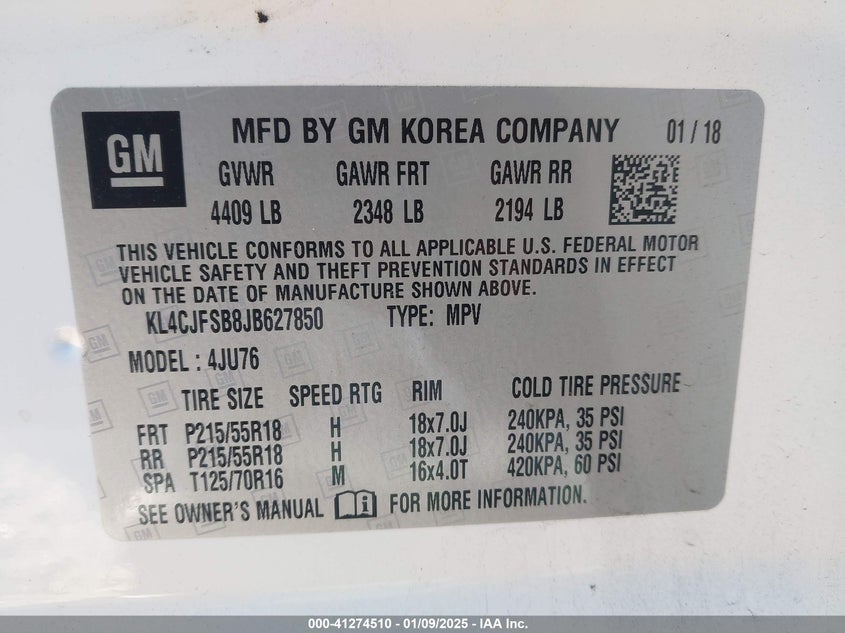 GM
MFD BY GM KOREA COMPANY 01 / 18
GVWR GAWR FRT GAWR RR
4409 LB 2348 LB 2194 LB
THIS VEHICLE CONFORMS TO ALL APPLICABLE U.S. FEDERAL MOTOR
VEHICLE SAFETY AND THEFT PREVENTION STANDARDS IN EFFECT
ON THE DATE OF MANUFACTURE SHOWN ABOVE.
KL4CJFSB8JB627850 TYPE: MPV
MODEL : 4JU76
TIRE SIZE SPEED RTG RIM COLD TIRE PRESSURE
FRT P215/55R18 H 18x7.0J 240KPA, 35 PSI
RR P215/55R18 H 18x7.0J 240KPA, 35 PSI
SPA T125/70R16 M 16x4.0T 420KPA, 60 PSI
SEE OWNER'S MANUAL FOR MORE INFORMATION.
000-41274510 - 01/09/2025 - IAA Inc.